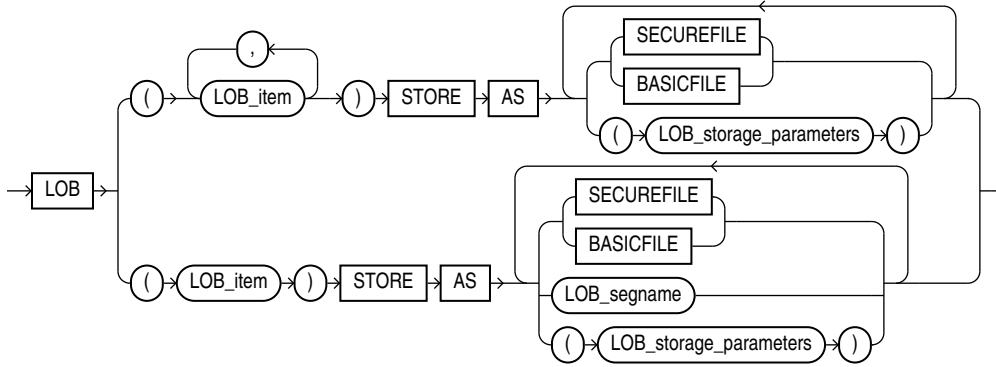 ,
SECUREFILE
( LOB_item ) STORE AS BASICFILE
( LOB_storage_parameters )
LOB
SECUREFILE
BASICFILE
( LOB_item ) STORE AS LOB_segname
( LOB_storage_parameters )